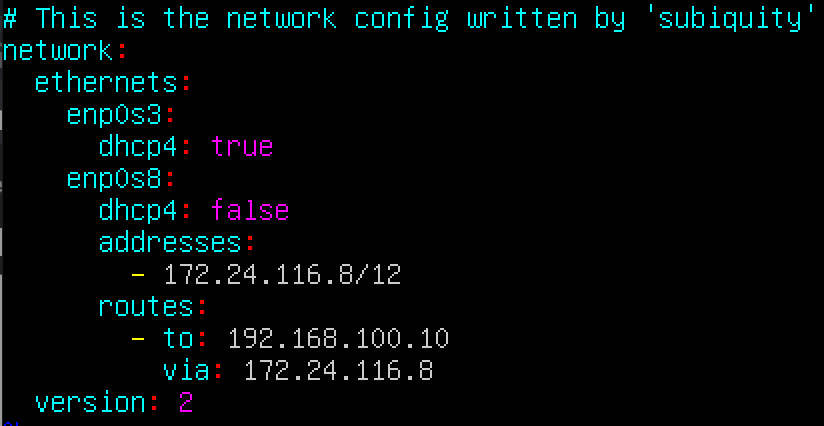 # This is the network config written by 'subiquity'
network:
  ethernets:
    enp0s3:
      dhcp4: true
    enp0s8:
      dhcp4: false
      addresses:
        - 172.24.116.8/12
      routes:
        - to: 192.168.100.10
          via: 172.24.116.8
  version: 2